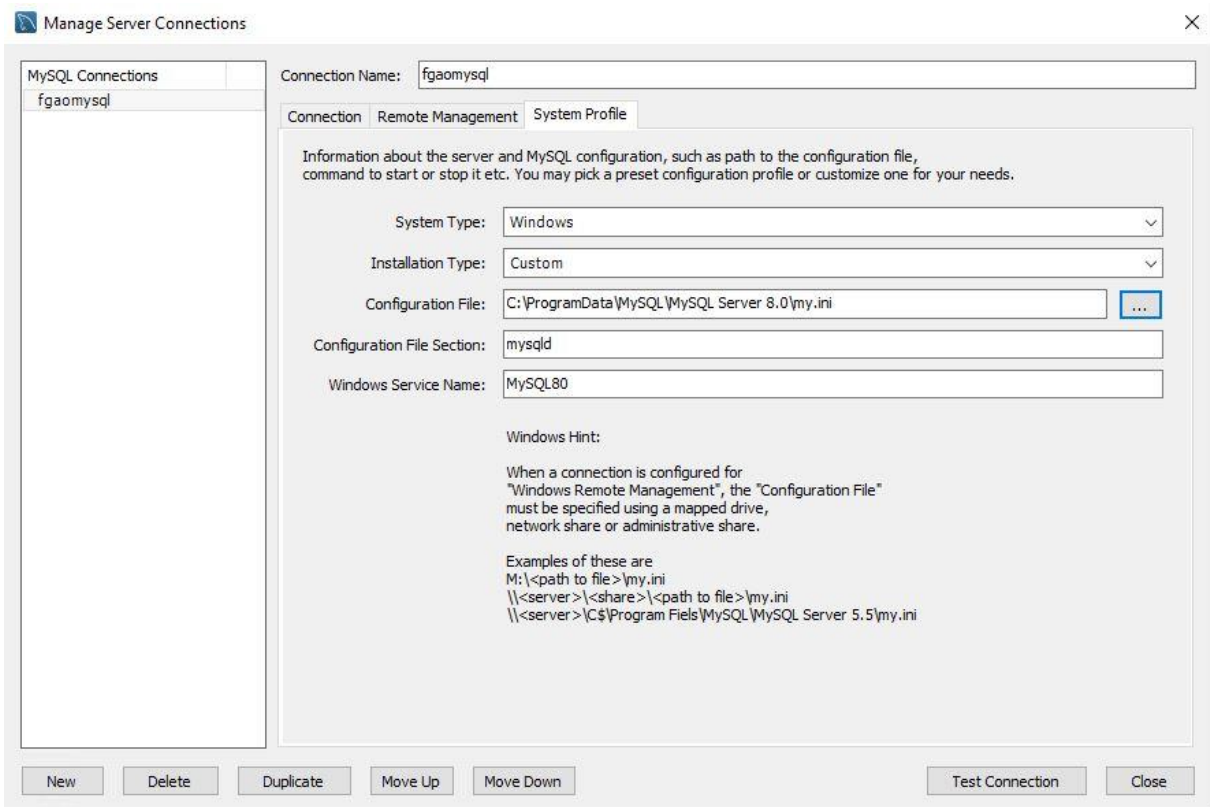 Manage Server Connections
MySQL Connections
fgaomysql
Connection Name: fgaomysql
Connection Remote Management System Profile
Information about the server and MySQL configuration, such as path to the configuration file,
command to start or stop it etc. You may pick a preset configuration profile or customize one for your needs.
System Type: Windows
Installation Type: Custom
Configuration File: C:\ProgramData\MySQL\MySQL Server 8.0\my.ini ...
Configuration File Section: mysqld
Windows Service Name: MySQL80
Windows Hint:
When a connection is configured for
"Windows Remote Management", the "Configuration File"
must be specified using a mapped drive,
network share or administrative share.
Examples of these are
M:\<path to file>\my.ini
\\<server>\<share>\<path to file>\my.ini
\\<server>\C$\Program Fiels\MySQL\MySQL Server 5.5\my.ini
New Delete Duplicate Move Up Move Down Test Connection Close